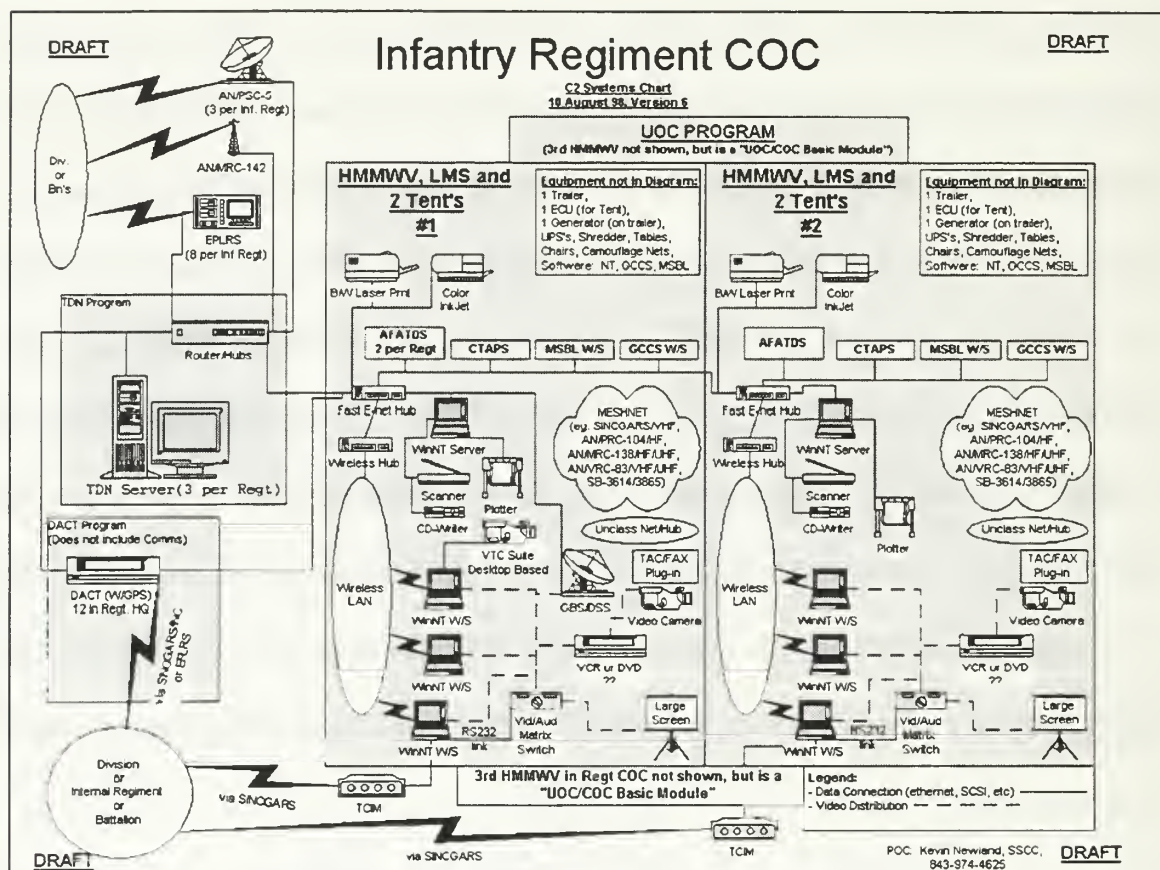 DRAFT
Infantry Regiment COC
DRAFT
C2 Systems Chart
10 August 98, Version 6
UOC PROGRAM
(3rd HMMWV not shown, but is a "UOC/COC Basic Module")
AN/PSC-5
(3 per Inf. Regt)
Div.
or
Bn's
AN/MRC-142
EPLRS
(8 per Inf Regt)
TDN Program
Router/Hubs
TDN Server(3 per Regt)
DACT Program
(Does not include Comms)
DACT (W/GPS)
12 in Regt. HQ
via SINCGARS/INC
or EPLRS
Division
or
Internal Regiment
or
Battalion
via SINCGARS
TCIM
via SINCGARS
TCIM
HMMWV, LMS and
2 Tent's
#1
Equipment not in Diagram:
1 Trailer,
1 ECU (for Tent),
1 Generator (on trailer),
UPS's, Shredder, Tables,
Chairs, Camouflage Nets,
Software: NT, GCCS, MSBL
B/W Laser Prnt
Color
InkJet
AFATDS
2 per Regt
CTAPS
MSBL W/S
GCCS W/S
Fast E-net Hub
WinNT Server
Wireless Hub
Scanner
CD-Writer
Plotter
VTC Suite
Desktop Based
MESHNET
(eg. SINCGARS/VHF,
AN/PRC-104/HF,
AN/MRC-138/HF/UHF,
AN/VRC-83/VHF/UHF,
SB-3614/3865)
Unclass Net/Hub
TAC/FAX
Plug-in
Wireless
LAN
WinNT W/S
GBS/DSS
Video Camera
WinNT W/S
VCR or DVD
??
WinNT W/S
RS232
link
Vid/Aud
Matrix
Switch
Large
Screen
HMMWV, LMS and
2 Tent's
#2
Equipment not in Diagram:
1 Trailer,
1 ECU (for Tent),
1 Generator (on trailer),
UPS's, Shredder, Tables,
Chairs, Camouflage Nets,
Software: NT, GCCS, MSBL
B/W Laser Prnt
Color
InkJet
AFATDS
CTAPS
MSBL W/S
GCCS W/S
Fast E-net Hub
WinNT Server
Wireless Hub
Scanner
CD-Writer
Plotter
MESHNET
(eg. SINCGARS/VHF,
AN/PRC-104/HF,
AN/MRC-138/HF/UHF,
AN/VRC-83/VHF/UHF,
SB-3614/3865)
Unclass Net/Hub
TAC/FAX
Plug-in
Wireless
LAN
WinNT W/S
Video Camera
WinNT W/S
VCR or DVD
??
WinNT W/S
RS232
link
Vid/Aud
Matrix
Switch
Large
Screen
3rd HMMWV in Regt COC not shown, but is a
"UOC/COC Basic Module"
Legend:
- Data Connection (ethernet, SCSI, etc)
- Video Distribution
DRAFT
POC: Kevin Newland, SSCC,
843-974-4625
DRAFT